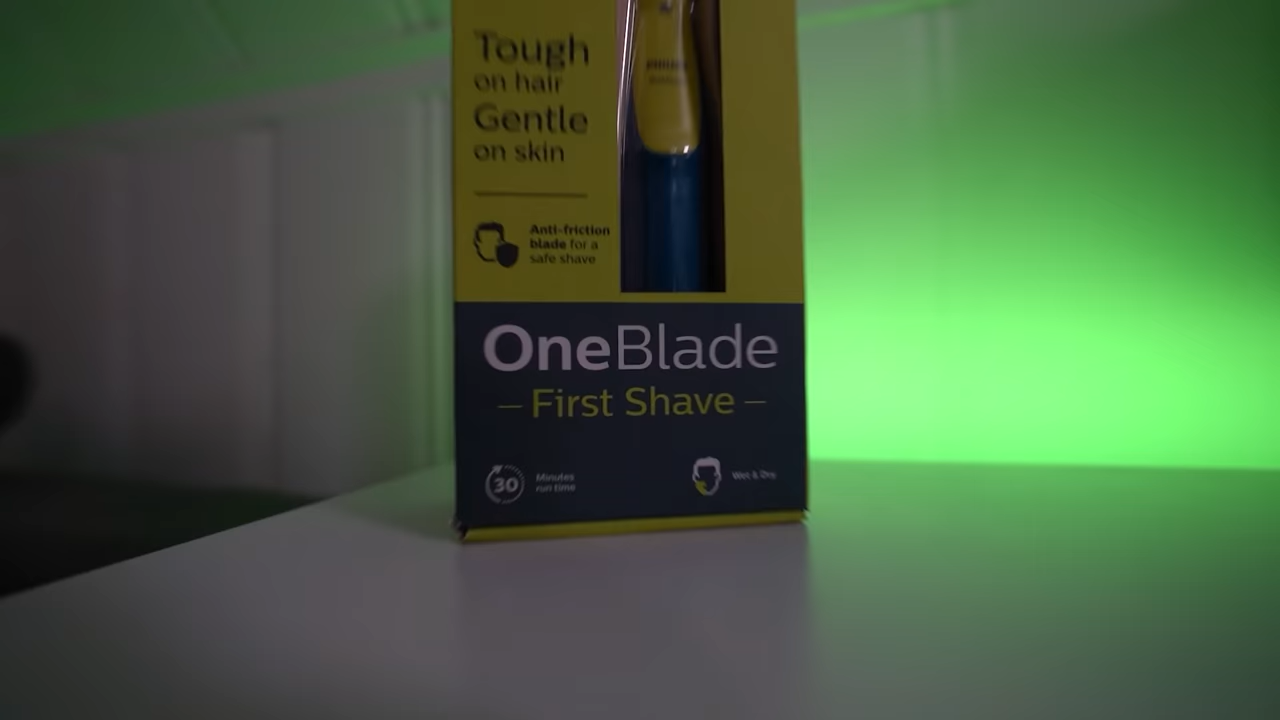 Tough
on hair
Gentle
on skin
PHILIPS
Anti-friction
blade for a
safe shave
OneBlade
– First Shave –
30
Minutes
run time
Wet & Dry